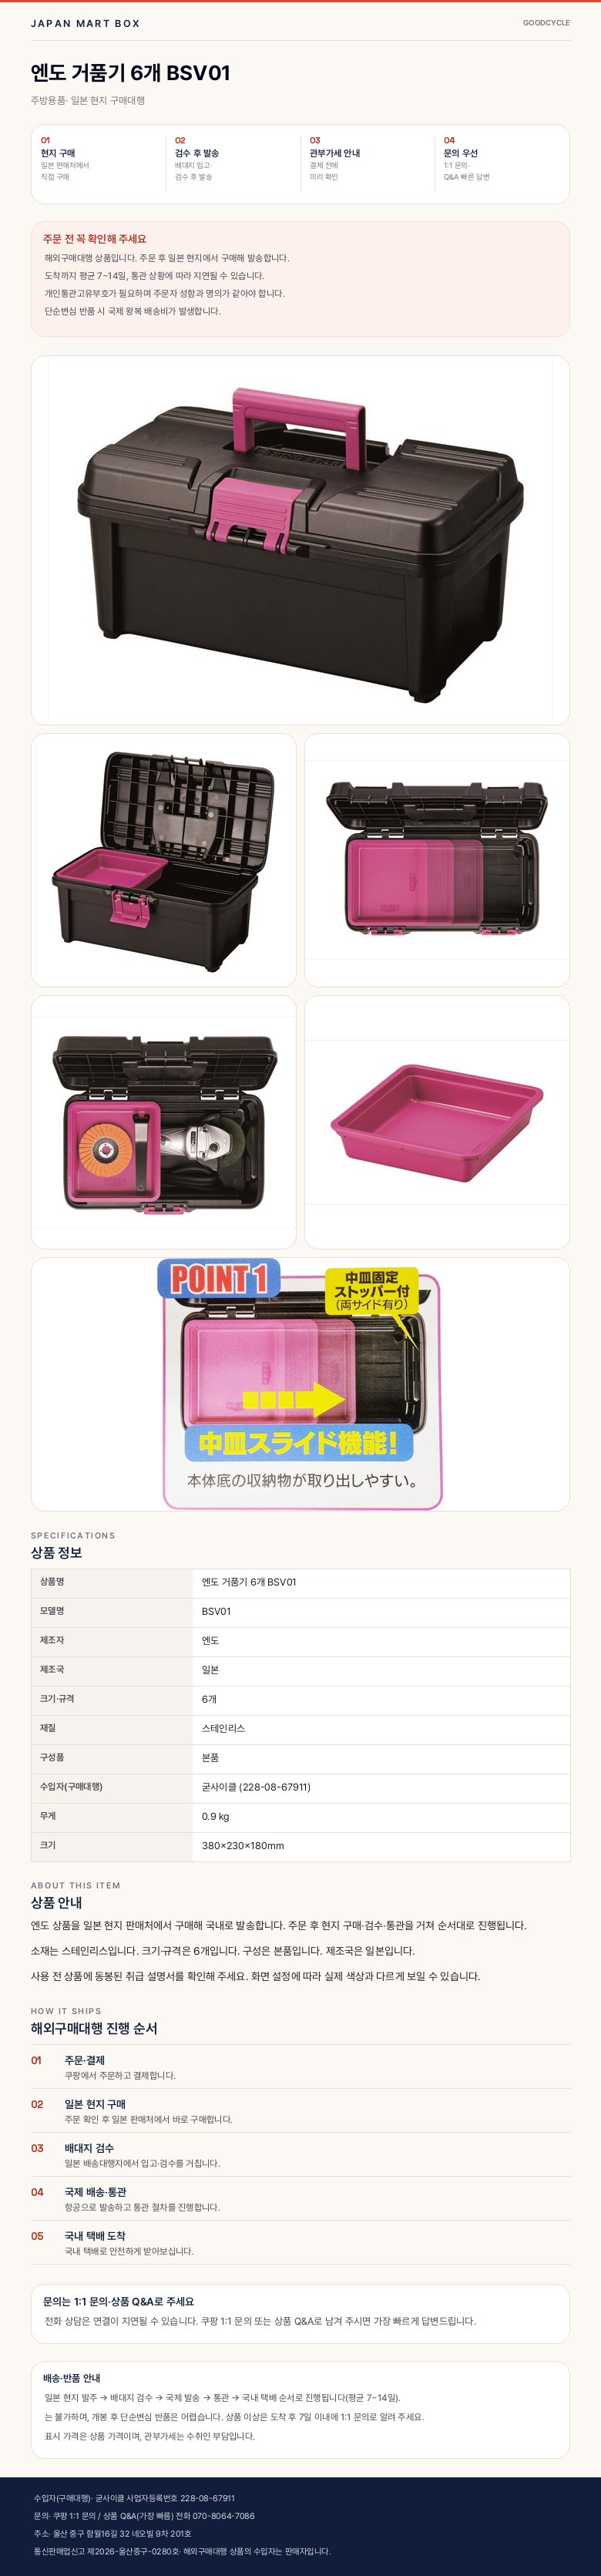 JAPAN MART BOX
GOODCYCLE
엔도 거품기 6개 BSV01
주방용품· 일본 현지 구매대행
01
현지 구매
일본 판매처에서
직접 구매
02
검수 후 발송
배대지 입고·
검수 후 발송
03
관부가세 안내
결제 전에
미리 확인
04
문의 우선
1:1 문의·
Q&A 빠른 답변
주문 전 꼭 확인해 주세요
해외구매대행 상품입니다. 주문 후 일본 현지에서 구매해 발송합니다.
도착까지 평균 7~14일, 통관 상황에 따라 지연될 수 있습니다.
개인통관고유부호가 필요하며 주문자 성함과 명의가 같아야 합니다.
단순변심 반품 시 국제 왕복 배송비가 발생합니다.
POINT 1
中皿固定
ストッパー付
(両サイド有り)
中皿スライド機能!
本体底の収納物が取り出しやすい。
SPECIFICATIONS
상품 정보
상품명 엔도 거품기 6개 BSV01
모델명 BSV01
제조자 엔도
제조국 일본
크기·규격 6개
재질 스테인리스
구성품 본품
수입자(구매대행) 굳사이클 (228-08-67911)
무게 0.9 kg
크기 380×230×180mm
ABOUT THIS ITEM
상품 안내
엔도 상품을 일본 현지 판매처에서 구매해 국내로 발송합니다. 주문 후 현지 구매·검수·통관을 거쳐 순서대로 진행됩니다.
소재는 스테인리스입니다. 크기·규격은 6개입니다. 구성은 본품입니다. 제조국은 일본입니다.
사용 전 상품에 동봉된 취급 설명서를 확인해 주세요. 화면 설정에 따라 실제 색상과 다르게 보일 수 있습니다.
HOW IT SHIPS
해외구매대행 진행 순서
01 주문·결제
쿠팡에서 주문하고 결제합니다.
02 일본 현지 구매
주문 확인 후 일본 판매처에서 바로 구매합니다.
03 배대지 검수
일본 배송대행지에서 입고·검수를 거칩니다.
04 국제 배송·통관
항공으로 발송하고 통관 절차를 진행합니다.
05 국내 택배 도착
국내 택배로 안전하게 받아보십니다.
문의는 1:1 문의·상품 Q&A로 주세요
전화 상담은 연결이 지연될 수 있습니다. 쿠팡 1:1 문의 또는 상품 Q&A로 남겨 주시면 가장 빠르게 답변드립니다.
배송·반품 안내
일본 현지 발주 → 배대지 검수 → 국제 발송 → 통관 → 국내 택배 순서로 진행됩니다(평균 7~14일).
는 불가하며, 개봉 후 단순변심 반품은 어렵습니다. 상품 이상은 도착 후 7일 이내에 1:1 문의로 알려 주세요.
표시 가격은 상품 가격이며, 관부가세는 수취인 부담입니다.
수입자(구매대행)· 굳사이클 사업자등록번호 228-08-67911
문의· 쿠팡 1:1 문의 / 상품 Q&A(가장 빠름) 전화 070-8064-7086
주소· 울산 중구 함월16길 32 네오빌 9차 201호
통신판매업신고 제2026-울산중구-0280호· 해외구매대행 상품의 수입자는 판매자입니다.